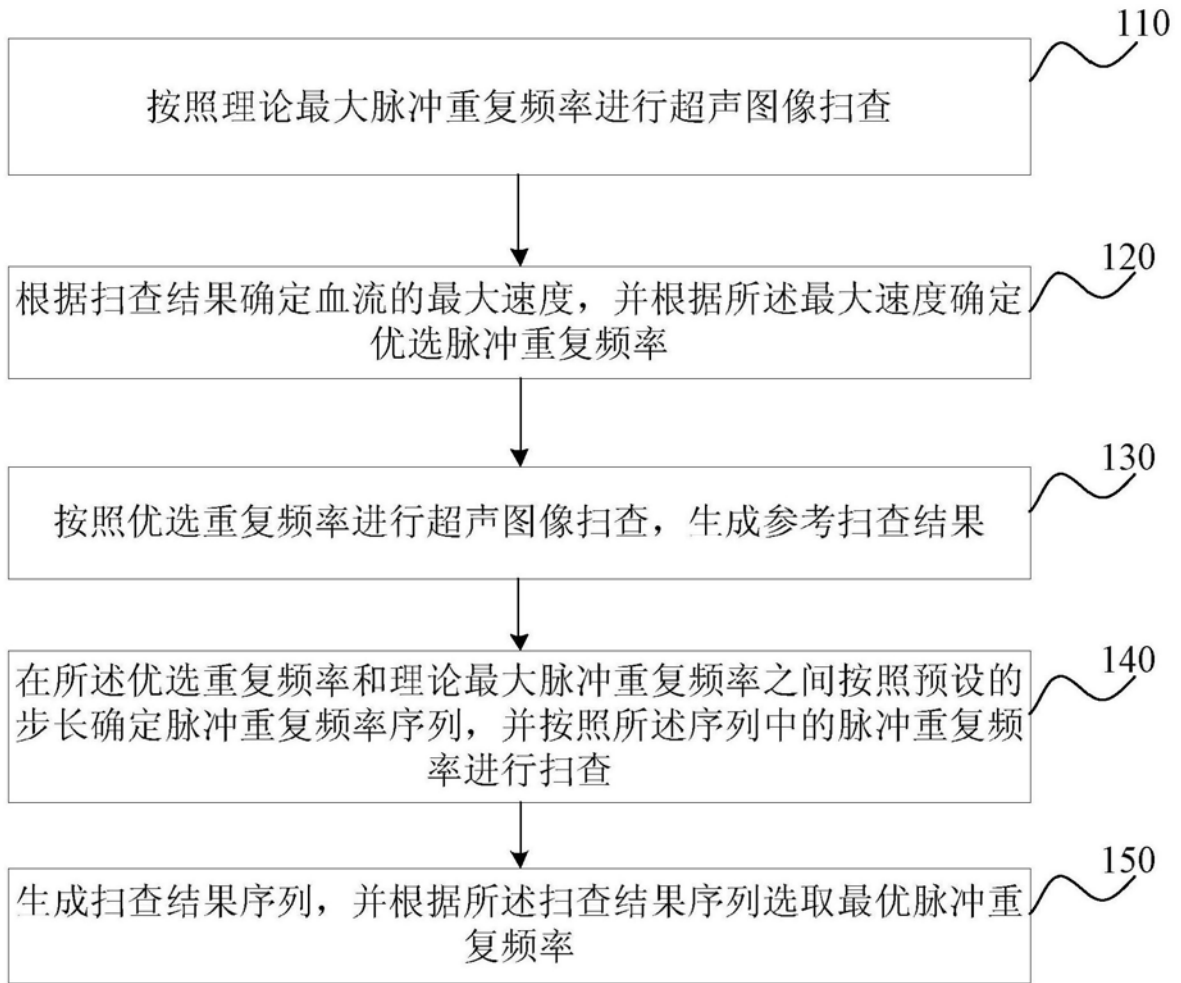 110
按照理论最大脉冲重复频率进行超声图像扫查
120
根据扫查结果确定血流的最大速度，并根据所述最大速度确定
优选脉冲重复频率
130
按照优选重复频率进行超声图像扫查，生成参考扫查结果
140
在所述优选重复频率和理论最大脉冲重复频率之间按照预设的
步长确定脉冲重复频率序列，并按照所述序列中的脉冲重复频
率进行扫查
150
生成扫查结果序列，并根据所述扫查结果序列选取最优脉冲重
复频率